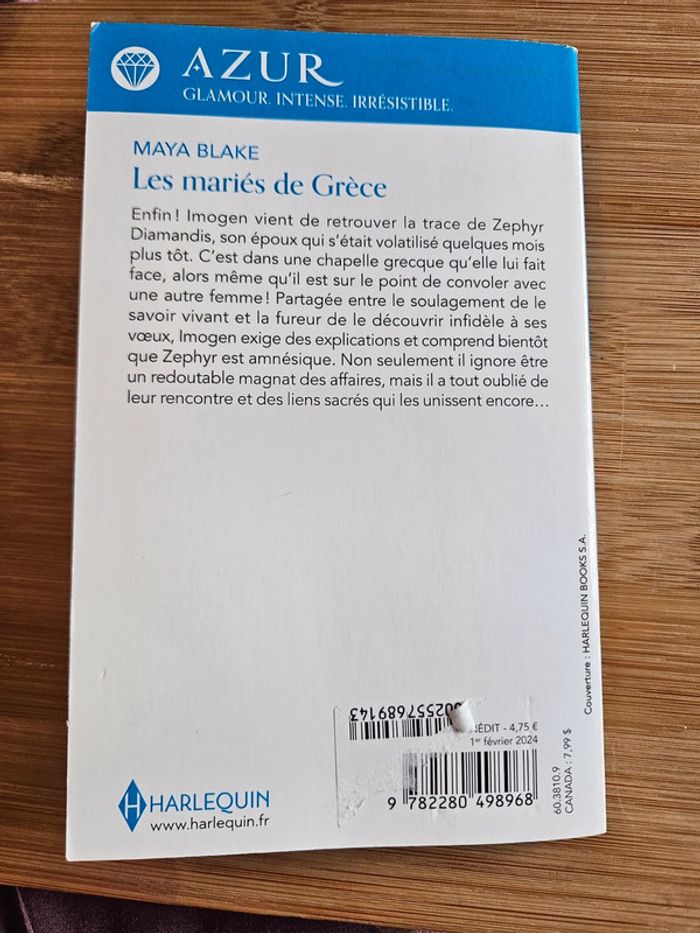 AZUR
GLAMOUR. INTENSE. IRRÉSISTIBLE.
MAYA BLAKE
Les mariés de Grèce
Enfin ! Imogen vient de retrouver la trace de Zephyr
Diamandis, son époux qui s’était volatilisé quelques mois
plus tôt. C’est dans une chapelle grecque qu’elle lui fait
face, alors même qu’il est sur le point de convoler avec
une autre femme ! Partagée entre le soulagement de le
savoir vivant et la fureur de le découvrir infidèle à ses
vœux, Imogen exige des explications et comprend bientôt
que Zephyr est amnésique. Non seulement il ignore être
un redoutable magnat des affaires, mais il a tout oublié de
leur rencontre et des liens sacrés qui les unissent encore…
Couverture : HARLEQUIN BOOKS S.A.
02557689143
- 4,75 €
1er février 2024
9 782280 498968
60.3810.9
CANADA : 7,99 $
HARLEQUIN
www.harlequin.fr